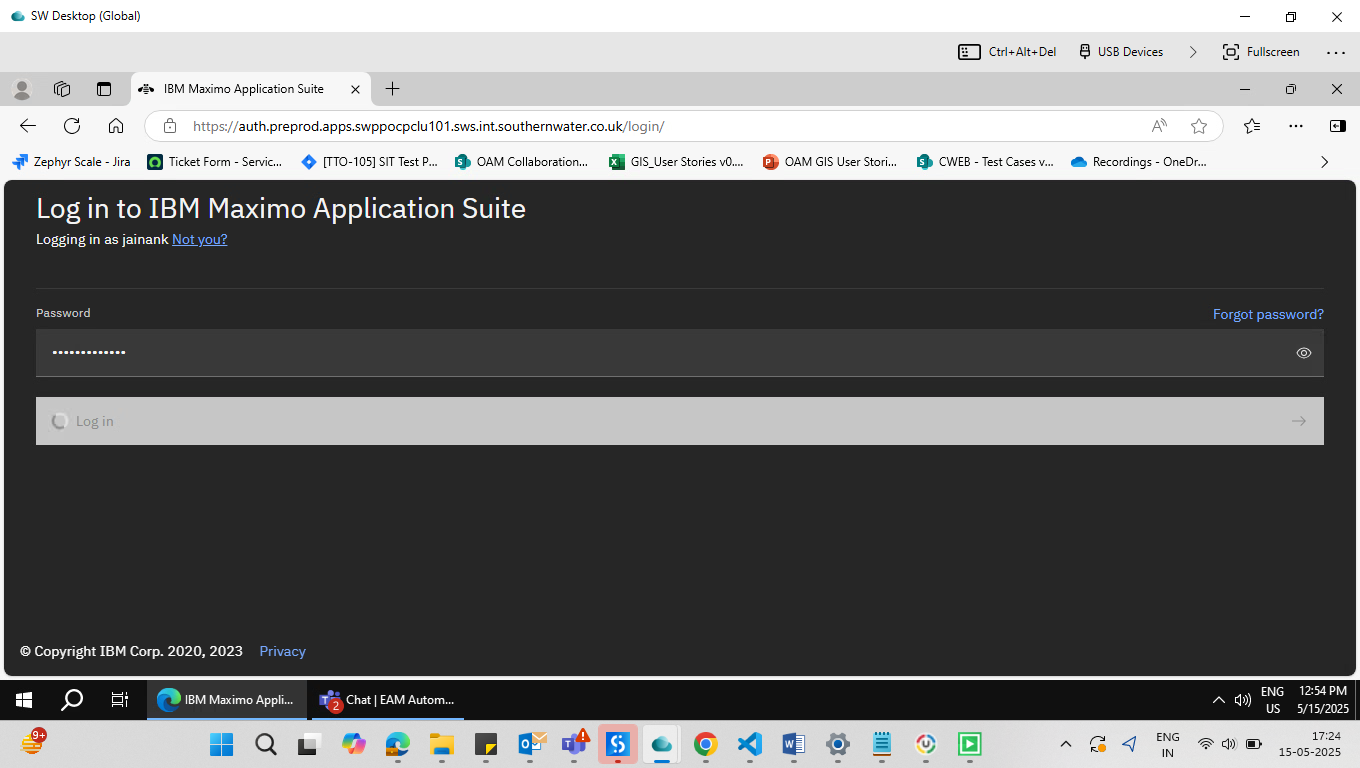 SW Desktop (Global)
Ctrl+Alt+Del
USB Devices
Fullscreen
IBM Maximo Application Suite
https://auth.preprod.apps.swppocpclu101.sws.int.southernwater.co.uk/login/
Zephyr Scale - Jira
Ticket Form - Servic...
[TTO-105] SIT Test P...
OAM Collaboration...
GIS_User Stories v0....
OAM GIS User Stori...
CWEB - Test Cases v...
Recordings - OneDr...
Log in to IBM Maximo Application Suite
Logging in as jainank Not you?
Password
Forgot password?
Log in
© Copyright IBM Corp. 2020, 2023
Privacy
IBM Maximo Appli...
2
Chat | EAM Autom...
ENG
US
12:54 PM
5/15/2025
9+
ENG
IN
17:24
15-05-2025